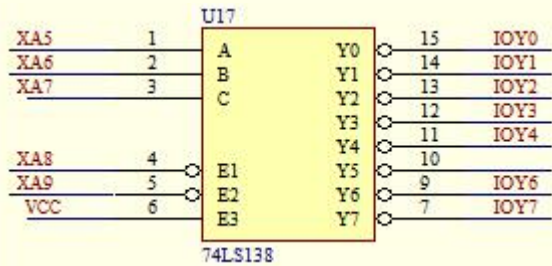 U17
XA5 1 A Y0 15 IOY0
XA6 2 B Y1 14 IOY1
XA7 3 C Y2 13 IOY2
Y3 12 IOY3
Y4 11 IOY4
XA8 4 E1 Y5 10
XA9 5 E2 Y6 9 IOY6
VCC 6 E3 Y7 7 IOY7
74LS138